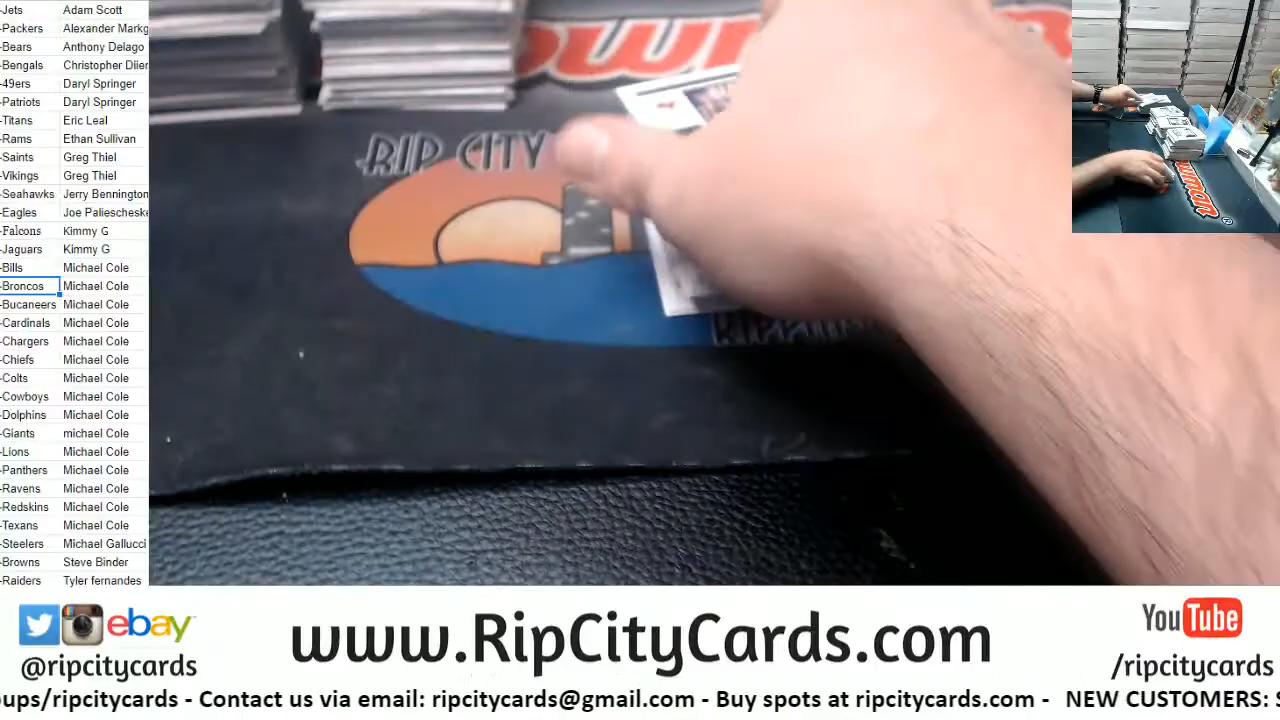 -Jets Adam Scott
-Packers Alexander Markg
-Bears Anthony Delago
-Bengals Christopher Diier
-49ers Daryl Springer
-Patriots Daryl Springer
-Titans Eric Leal
-Rams Ethan Sullivan
-Saints Greg Thiel
-Vikings Greg Thiel
-Seahawks Jerry Bennington
-Eagles Joe Paliescheske
-Falcons Kimmy G
-Jaguars Kimmy G
-Bills Michael Cole
-Broncos Michael Cole
-Bucaneers Michael Cole
-Cardinals Michael Cole
-Chargers Michael Cole
-Chiefs Michael Cole
-Colts Michael Cole
-Cowboys Michael Cole
-Dolphins Michael Cole
-Giants michael Cole
-Lions Michael Cole
-Panthers Michael Cole
-Ravens Michael Cole
-Redskins Michael Cole
-Texans Michael Cole
-Steelers Michael Gallucci
-Browns Steve Binder
-Raiders Tyler fernandes
RIP CITY
ebay
@ripcitycards
www.RipCityCards.com
YouTube
/ripcitycards
oups/ripcitycards - Contact us via email: ripcitycards@gmail.com - Buy spots at ripcitycards.com - NEW CUSTOMERS: S